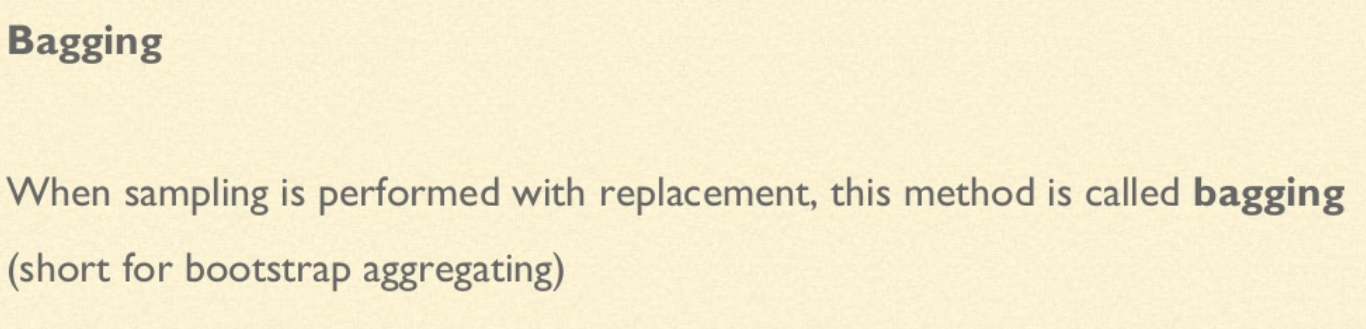 Bagging
When sampling is performed with replacement, this method is called bagging
(short for bootstrap aggregating)